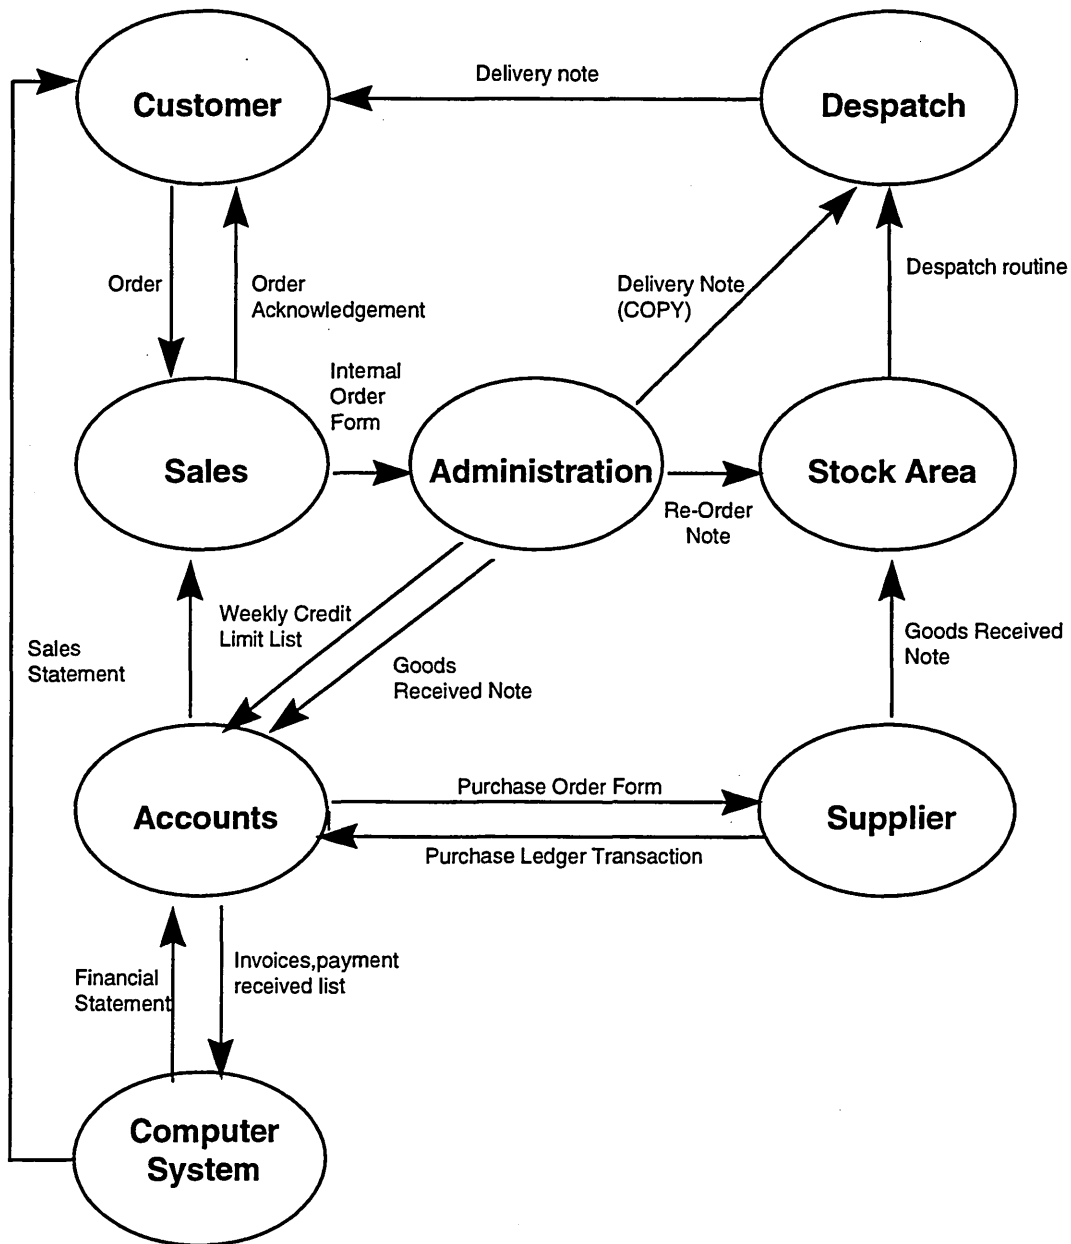 Customer
Delivery note
Despatch
Order
Order
Acknowledgement
Delivery Note
(COPY)
Despatch routine
Internal
Order
Form
Sales
Administration
Stock Area
Re-Order
Note
Sales
Statement
Weekly Credit
Limit List
Goods
Received Note
Goods Received
Note
Accounts
Purchase Order Form
Purchase Ledger Transaction
Supplier
Financial
Statement
Invoices,payment
received list
Computer
System